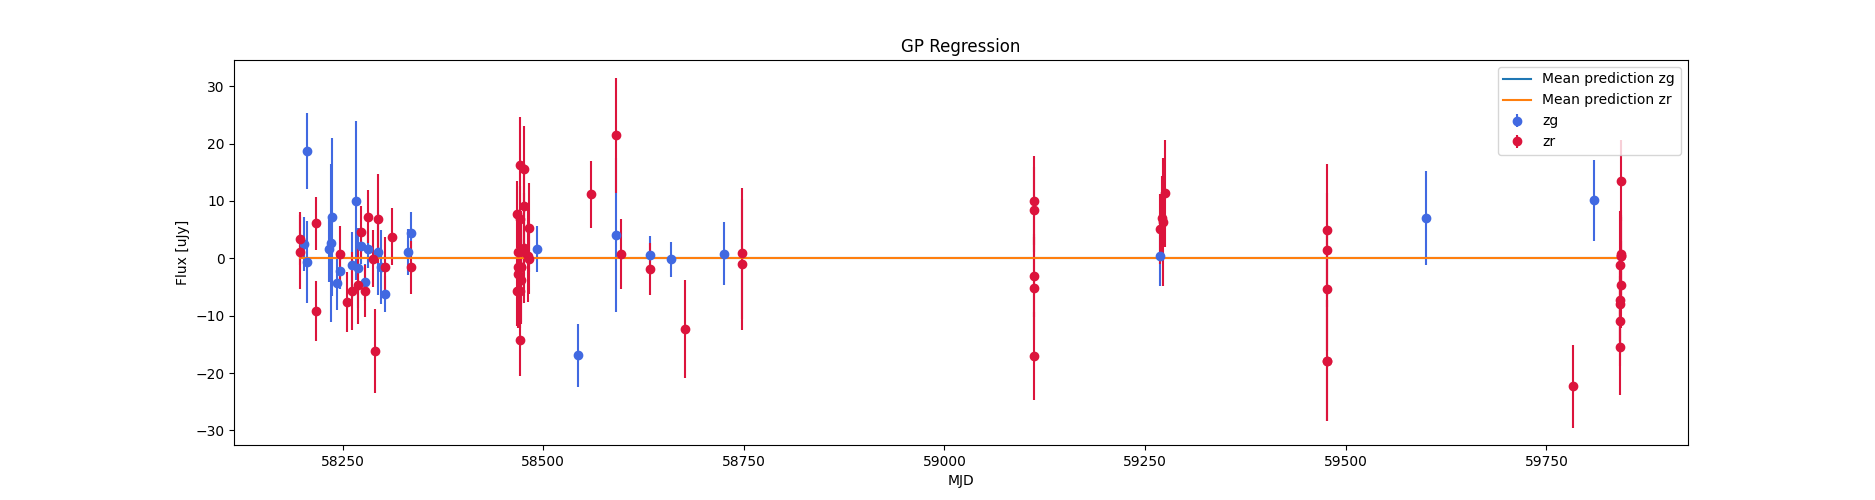 GP Regression
Mean prediction zg
Mean prediction zr
zg
zr
Flux [uJy]
30
20
10
0
−10
−20
−30
58250
58500
58750
59000
59250
59500
59750
MJD